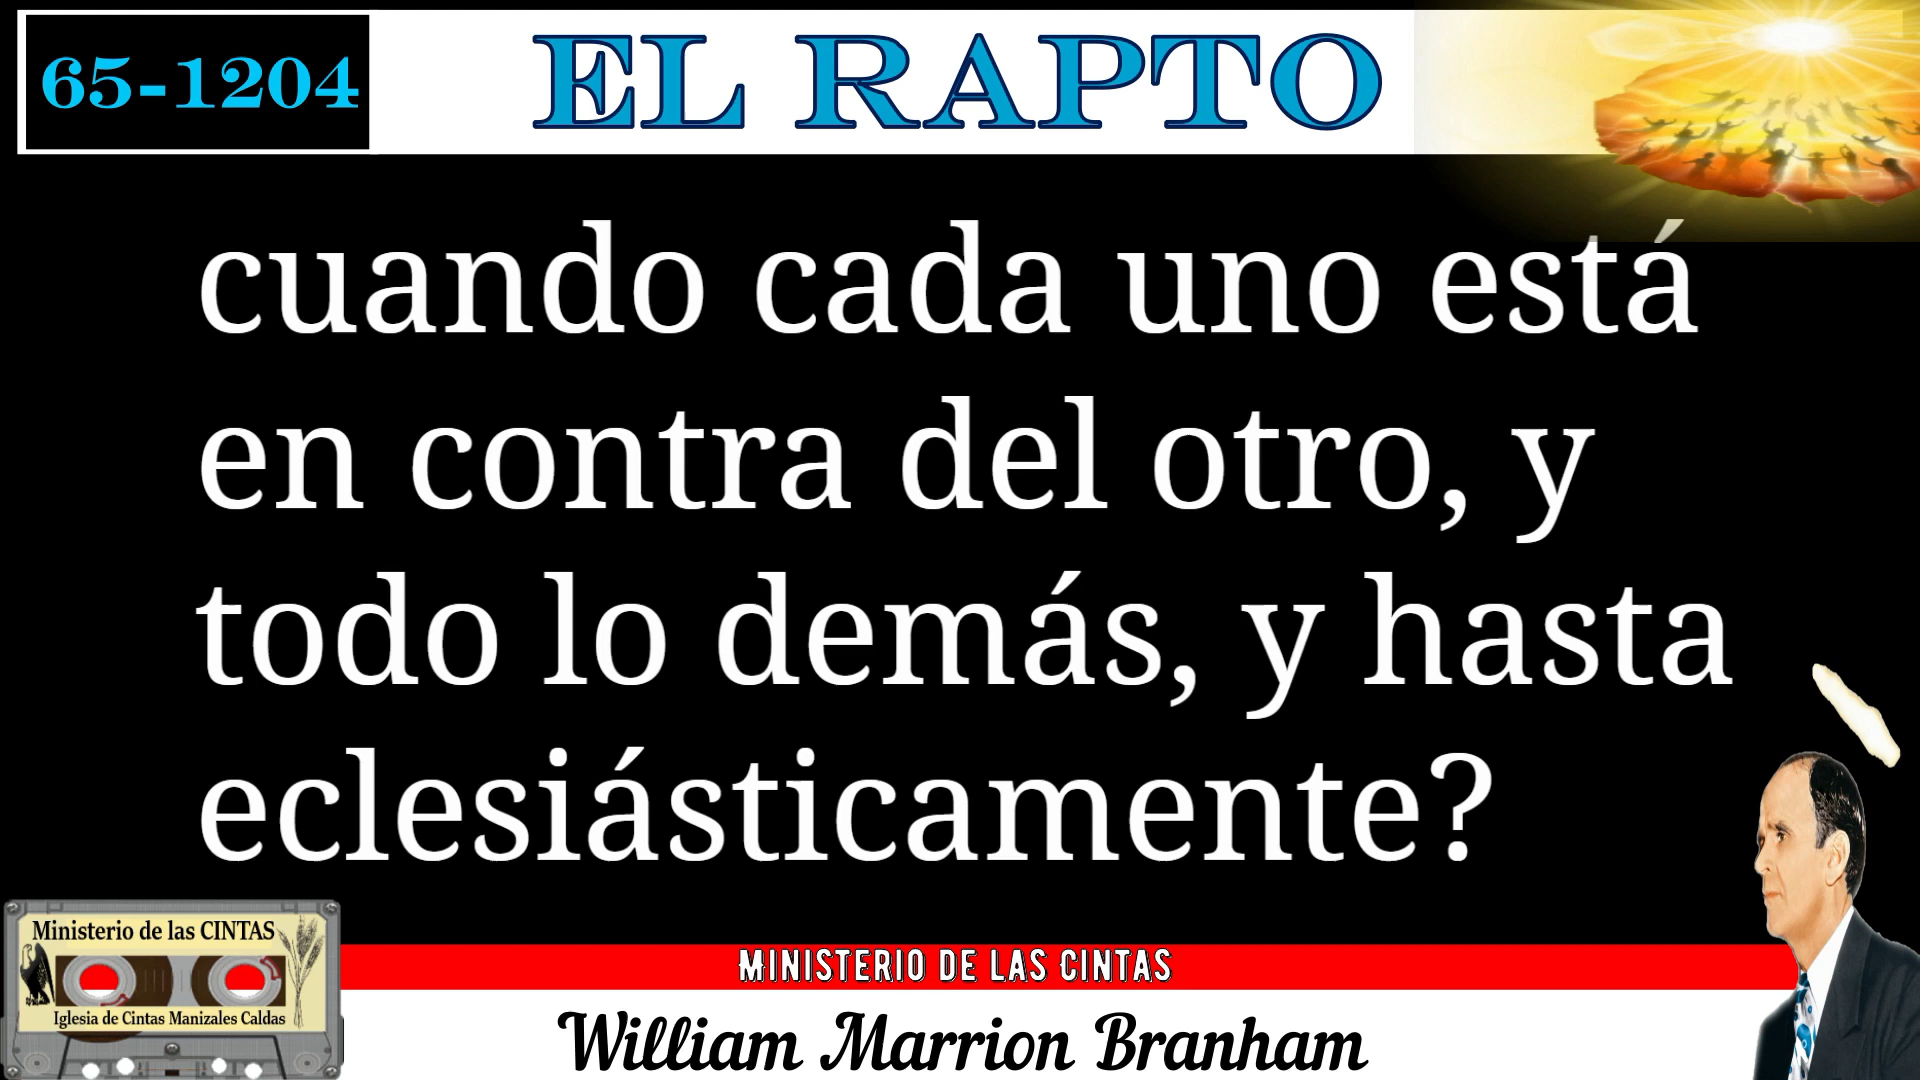 65-1204
EL RAPTO
cuando cada uno está
en contra del otro, y
todo lo demás, y hasta
eclesiásticamente?
Ministerio de las CINTAS
Iglesia de Cintas Manizales Caldas
MINISTERIO DE LAS CINTAS
William Marrion Branham